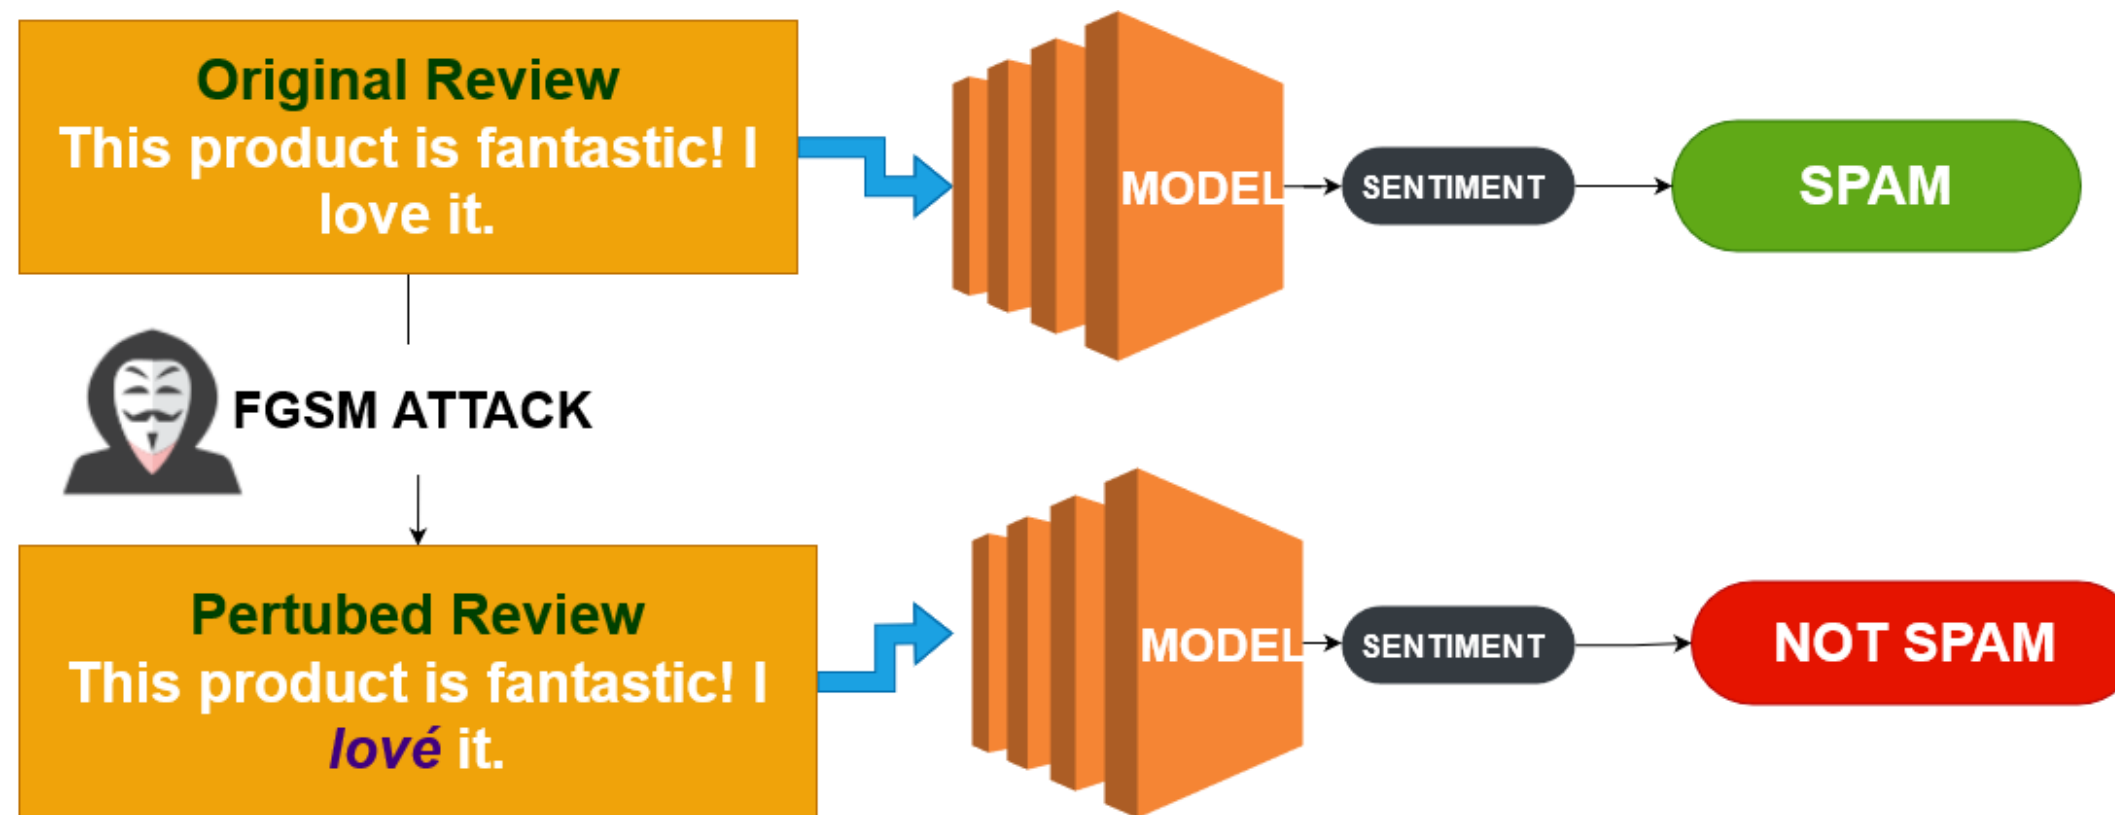 Original Review
This product is fantastic! I
love it.
MODEL
SENTIMENT
SPAM
FGSM ATTACK
Pertubed Review
This product is fantastic! I
lové it.
MODEL
SENTIMENT
NOT SPAM